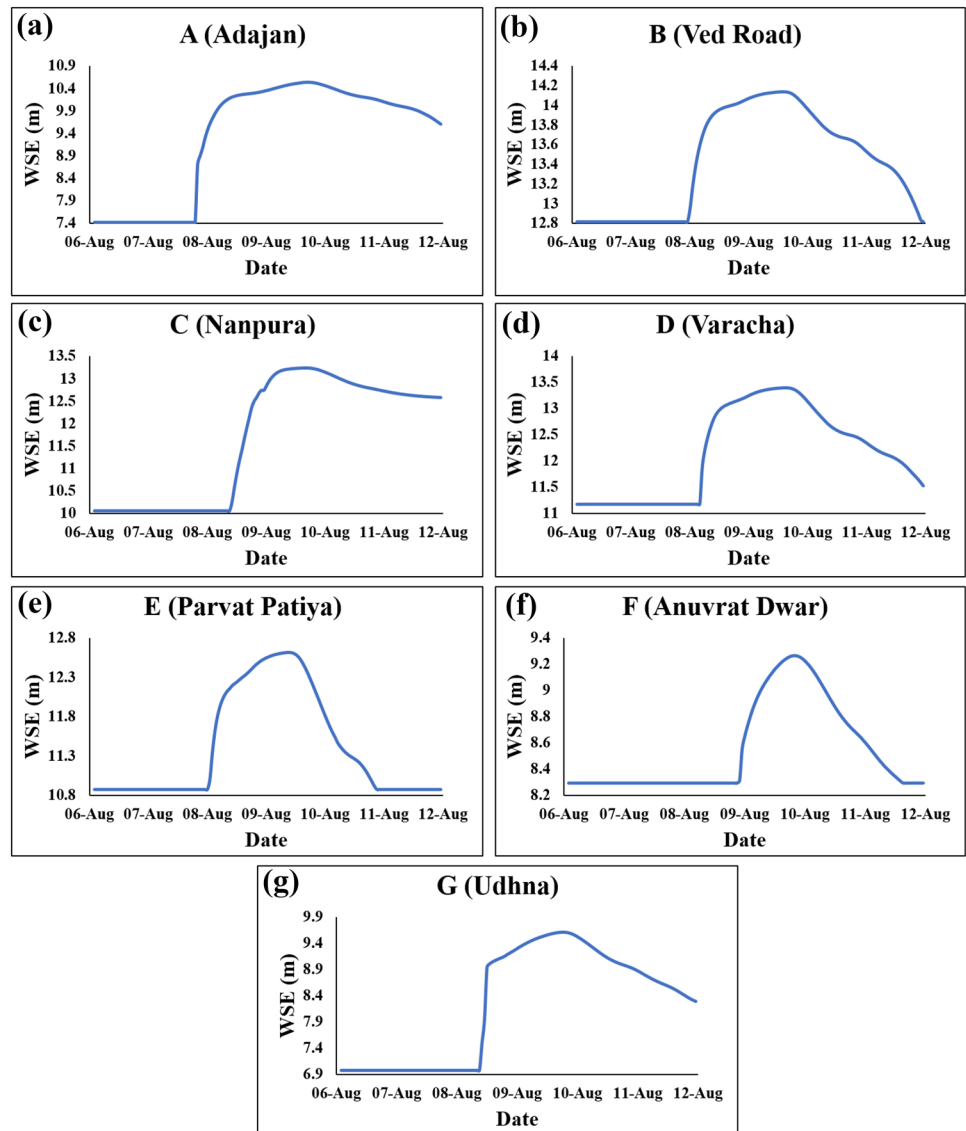 (a)
A (Adajan)
WSE (m)
10.9
10.4
9.9
9.4
8.9
8.4
7.9
7.4
06-Aug 07-Aug 08-Aug 09-Aug 10-Aug 11-Aug 12-Aug
Date
(b)
B (Ved Road)
WSE (m)
14.4
14.2
14
13.8
13.6
13.4
13.2
13
12.8
06-Aug 07-Aug 08-Aug 09-Aug 10-Aug 11-Aug 12-Aug
Date
(c)
C (Nanpura)
WSE (m)
13.5
13
12.5
12
11.5
11
10.5
10
06-Aug 07-Aug 08-Aug 09-Aug 10-Aug 11-Aug 12-Aug
Date
(d)
D (Varacha)
WSE (m)
14
13.5
13
12.5
12
11.5
11
06-Aug 07-Aug 08-Aug 09-Aug 10-Aug 11-Aug 12-Aug
Date
(e)
E (Parvat Patiya)
WSE (m)
12.8
12.3
11.8
11.3
10.8
06-Aug 07-Aug 08-Aug 09-Aug 10-Aug 11-Aug 12-Aug
Date
(f)
F (Anuvrat Dwar)
WSE (m)
9.4
9.2
9
8.8
8.6
8.4
8.2
06-Aug 07-Aug 08-Aug 09-Aug 10-Aug 11-Aug 12-Aug
Date
(g)
G (Udhna)
WSE (m)
9.9
9.4
8.9
8.4
7.9
7.4
6.9
06-Aug 07-Aug 08-Aug 09-Aug 10-Aug 11-Aug 12-Aug
Date